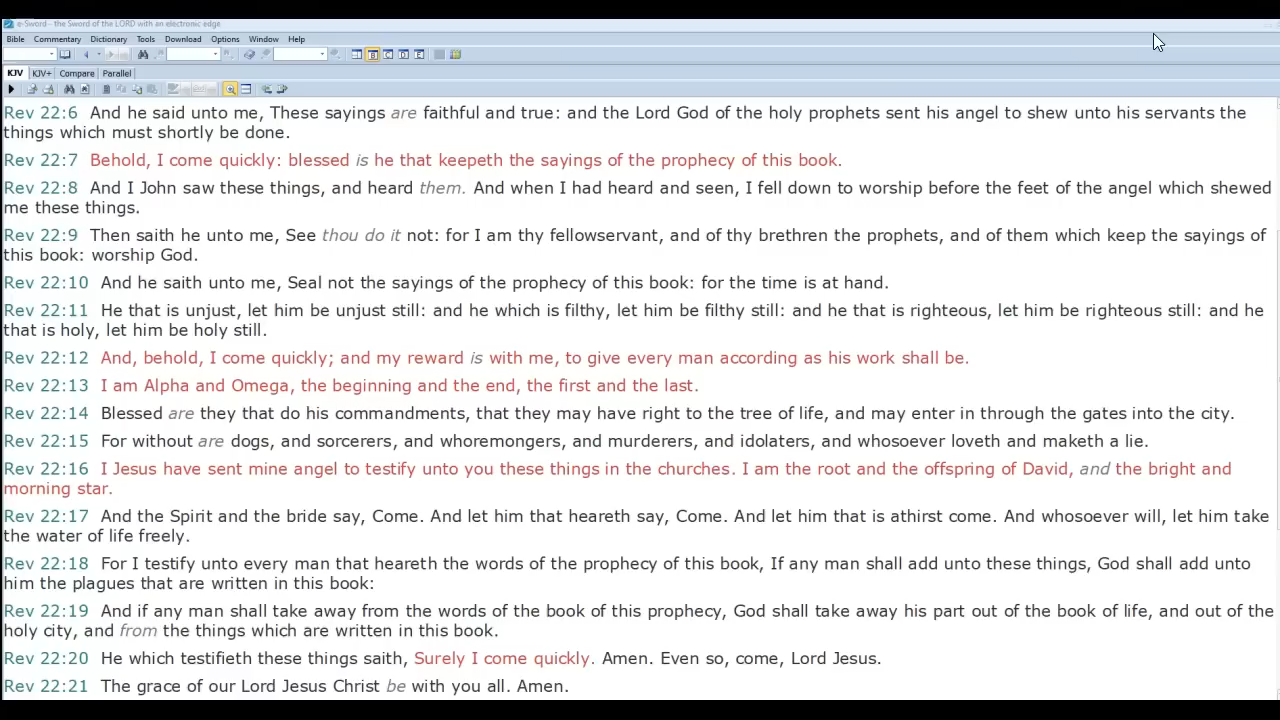 e-Sword - the Sword of the LORD with an electronic edge
Bible Commentary Dictionary Tools Download Options Window Help
KJV KJV+ Compare Parallel
Rev 22:6 And he said unto me, These sayings are faithful and true: and the Lord God of the holy prophets sent his angel to shew unto his servants the
things which must shortly be done.
Rev 22:7 Behold, I come quickly: blessed is he that keepeth the sayings of the prophecy of this book.
Rev 22:8 And I John saw these things, and heard them. And when I had heard and seen, I fell down to worship before the feet of the angel which shewed
me these things.
Rev 22:9 Then saith he unto me, See thou do it not: for I am thy fellowservant, and of thy brethren the prophets, and of them which keep the sayings of
this book: worship God.
Rev 22:10 And he saith unto me, Seal not the sayings of the prophecy of this book: for the time is at hand.
Rev 22:11 He that is unjust, let him be unjust still: and he which is filthy, let him be filthy still: and he that is righteous, let him be righteous still: and he
that is holy, let him be holy still.
Rev 22:12 And, behold, I come quickly; and my reward is with me, to give every man according as his work shall be.
Rev 22:13 I am Alpha and Omega, the beginning and the end, the first and the last.
Rev 22:14 Blessed are they that do his commandments, that they may have right to the tree of life, and may enter in through the gates into the city.
Rev 22:15 For without are dogs, and sorcerers, and whoremongers, and murderers, and idolaters, and whosoever loveth and maketh a lie.
Rev 22:16 I Jesus have sent mine angel to testify unto you these things in the churches. I am the root and the offspring of David, and the bright and
morning star.
Rev 22:17 And the Spirit and the bride say, Come. And let him that heareth say, Come. And let him that is athirst come. And whosoever will, let him take
the water of life freely.
Rev 22:18 For I testify unto every man that heareth the words of the prophecy of this book, If any man shall add unto these things, God shall add unto
him the plagues that are written in this book:
Rev 22:19 And if any man shall take away from the words of the book of this prophecy, God shall take away his part out of the book of life, and out of the
holy city, and from the things which are written in this book.
Rev 22:20 He which testifieth these things saith, Surely I come quickly. Amen. Even so, come, Lord Jesus.
Rev 22:21 The grace of our Lord Jesus Christ be with you all. Amen.